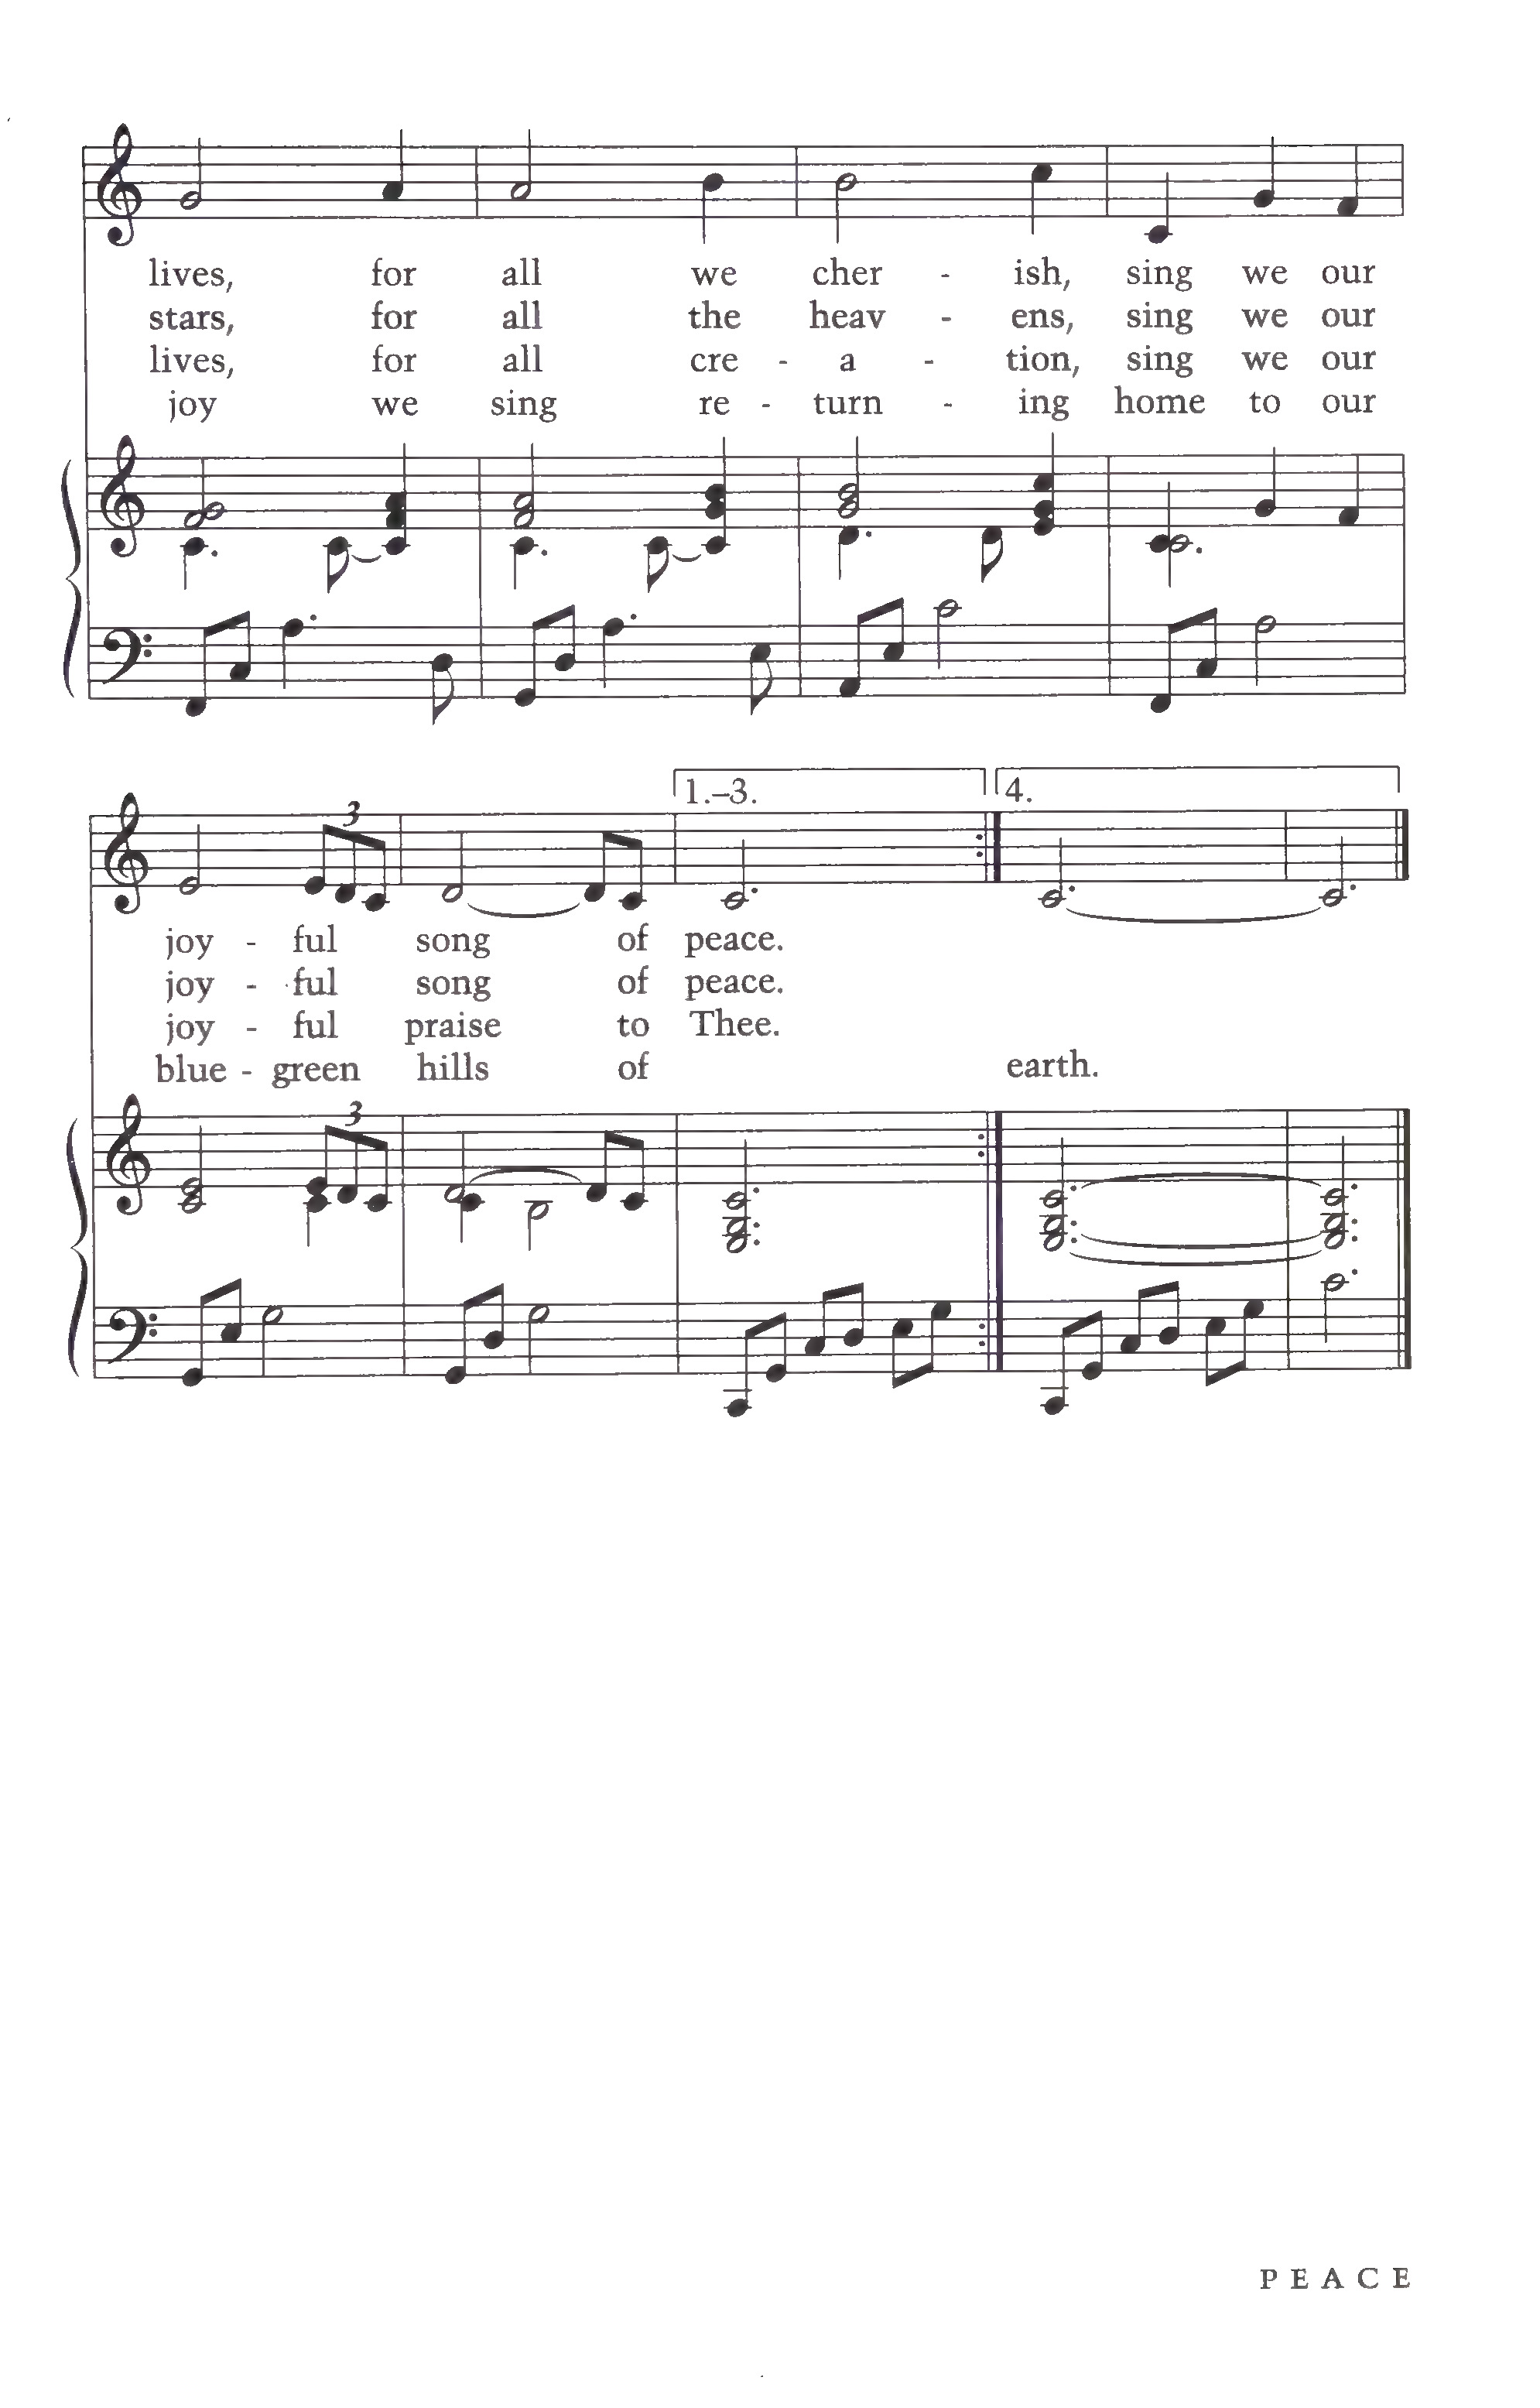 lives, for all we cher - ish, sing we our
stars, for all the heav - ens, sing we our
lives, for all cre - a - tion, sing we our
joy we sing re - turn - ing home to our
1.–3. 4.
3
joy - ful song of peace.
joy - ful song of peace.
joy - ful praise to Thee.
blue - green hills of earth.
3
PEACE